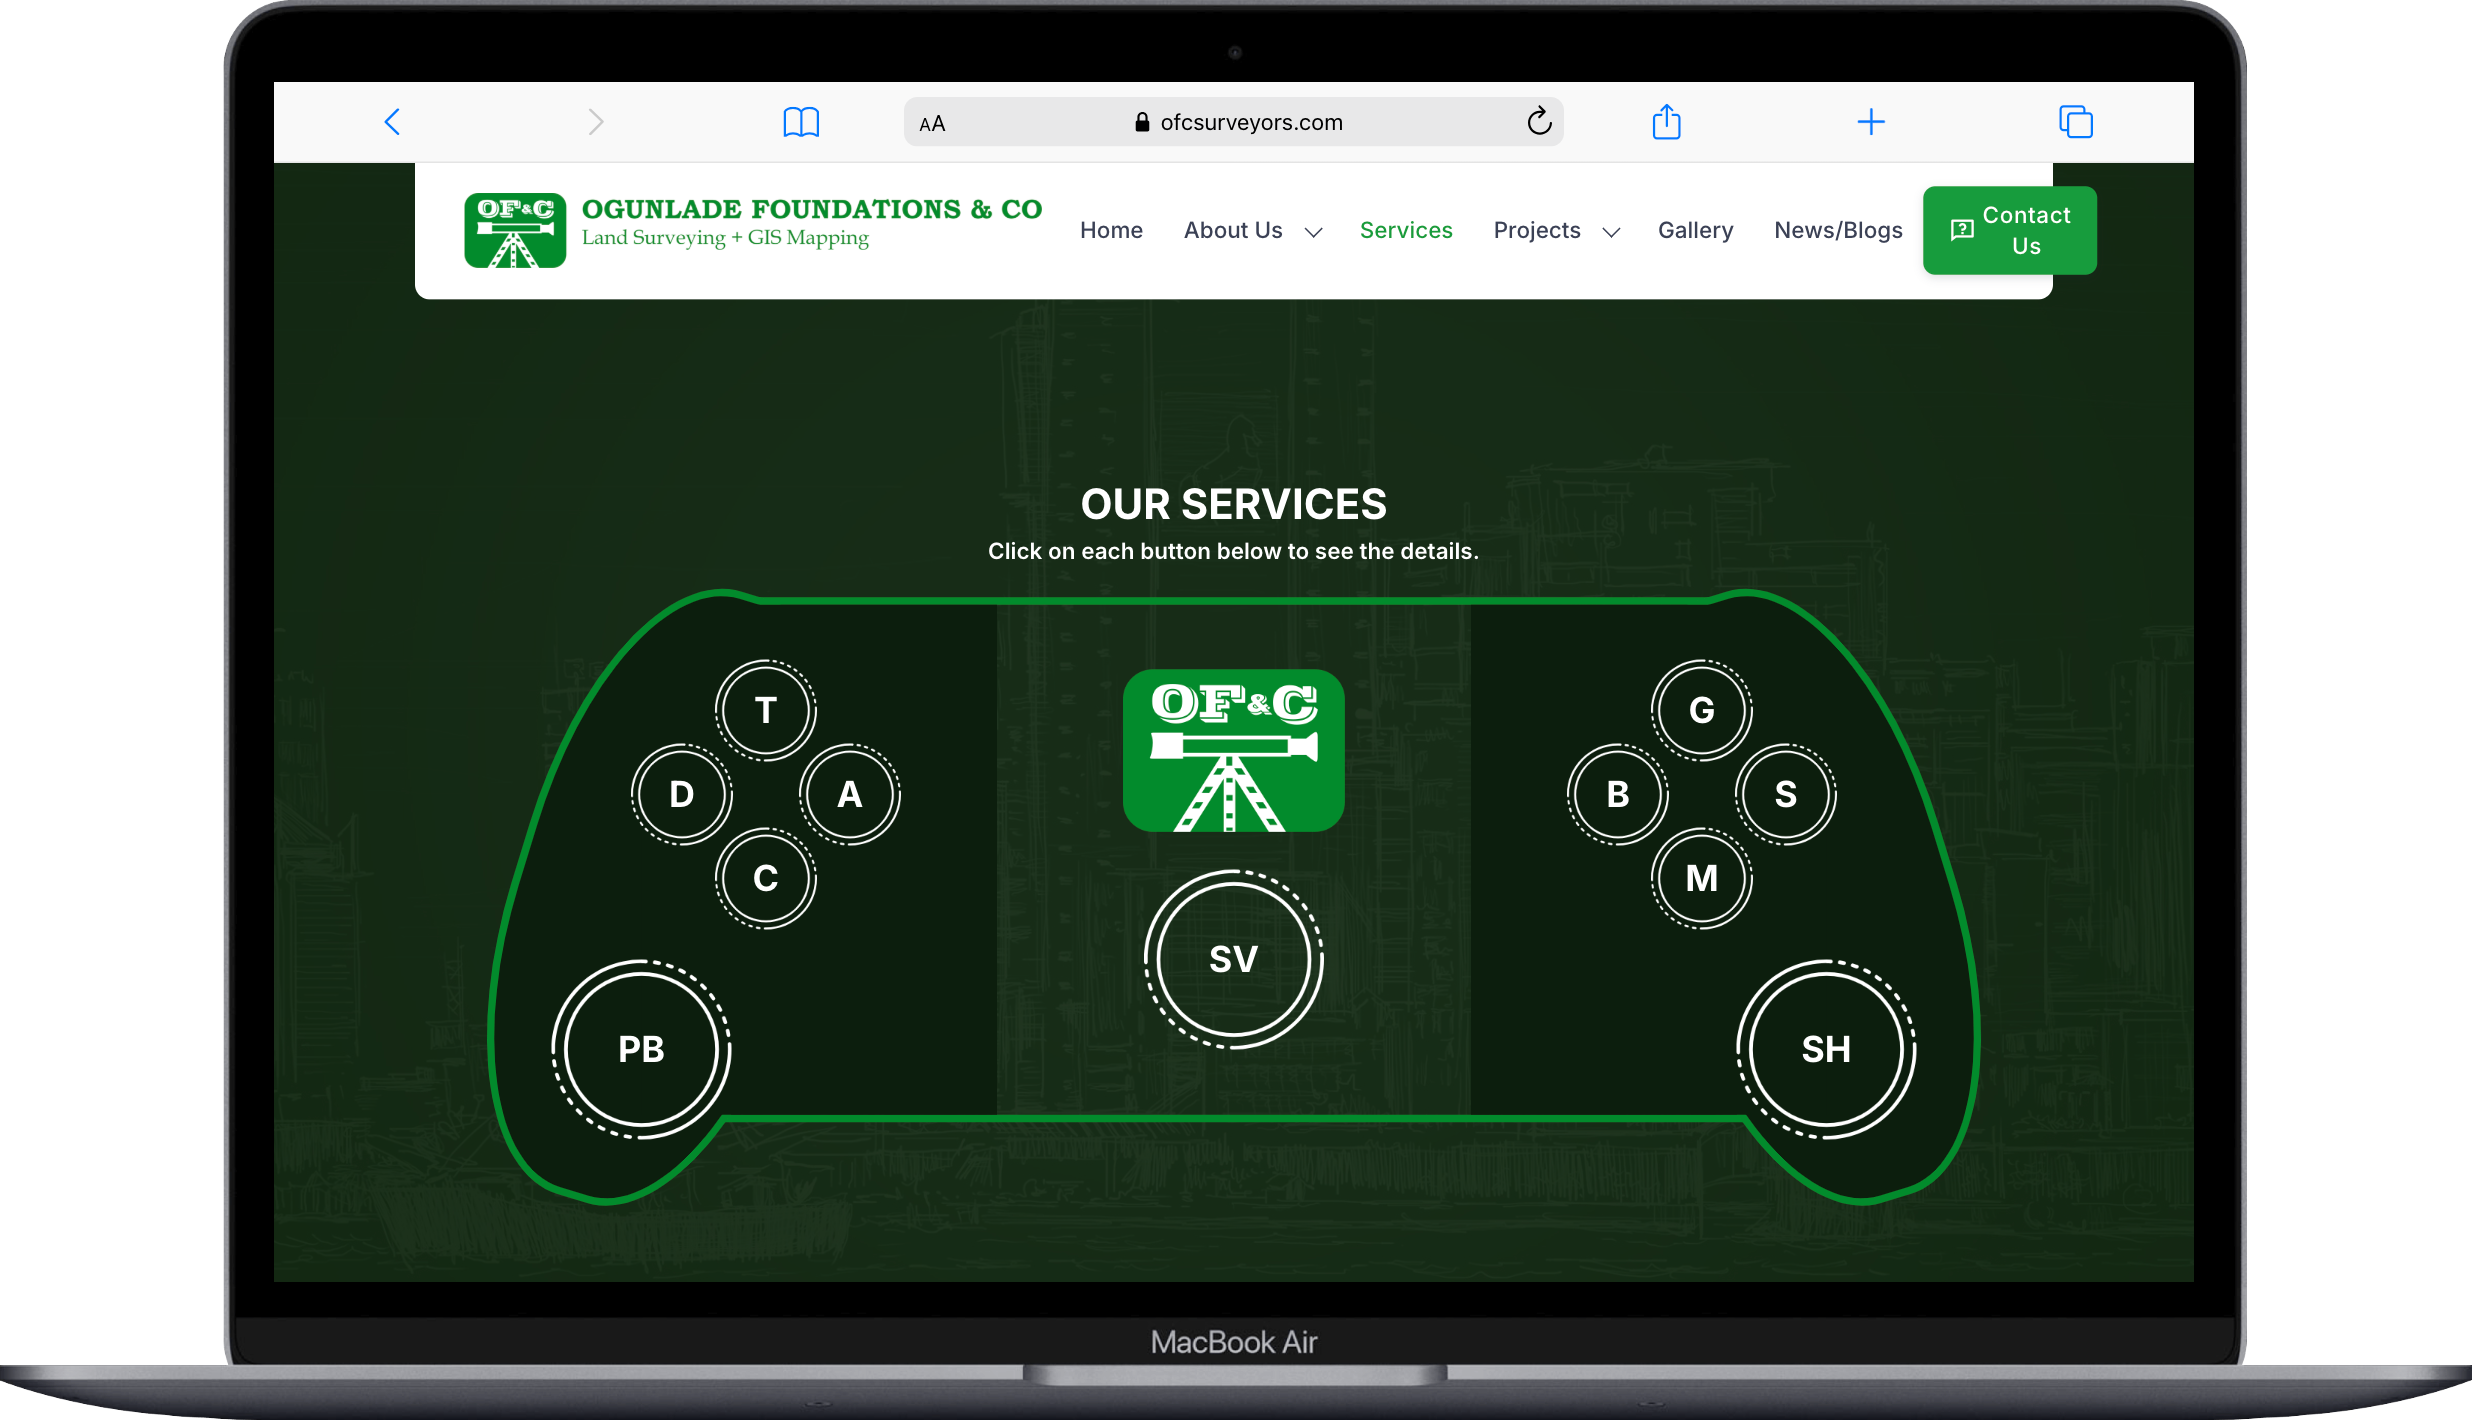 AA
ofcsurveyors.com
OF&C
OGUNLADE FOUNDATIONS & CO
Land Surveying + GIS Mapping
Home
About Us
Services
Projects
Gallery
News/Blogs
?
Contact
Us
OUR SERVICES
Click on each button below to see the details.
T
D
A
C
PB
OF&C
SV
G
B
S
M
SH
MacBook Air